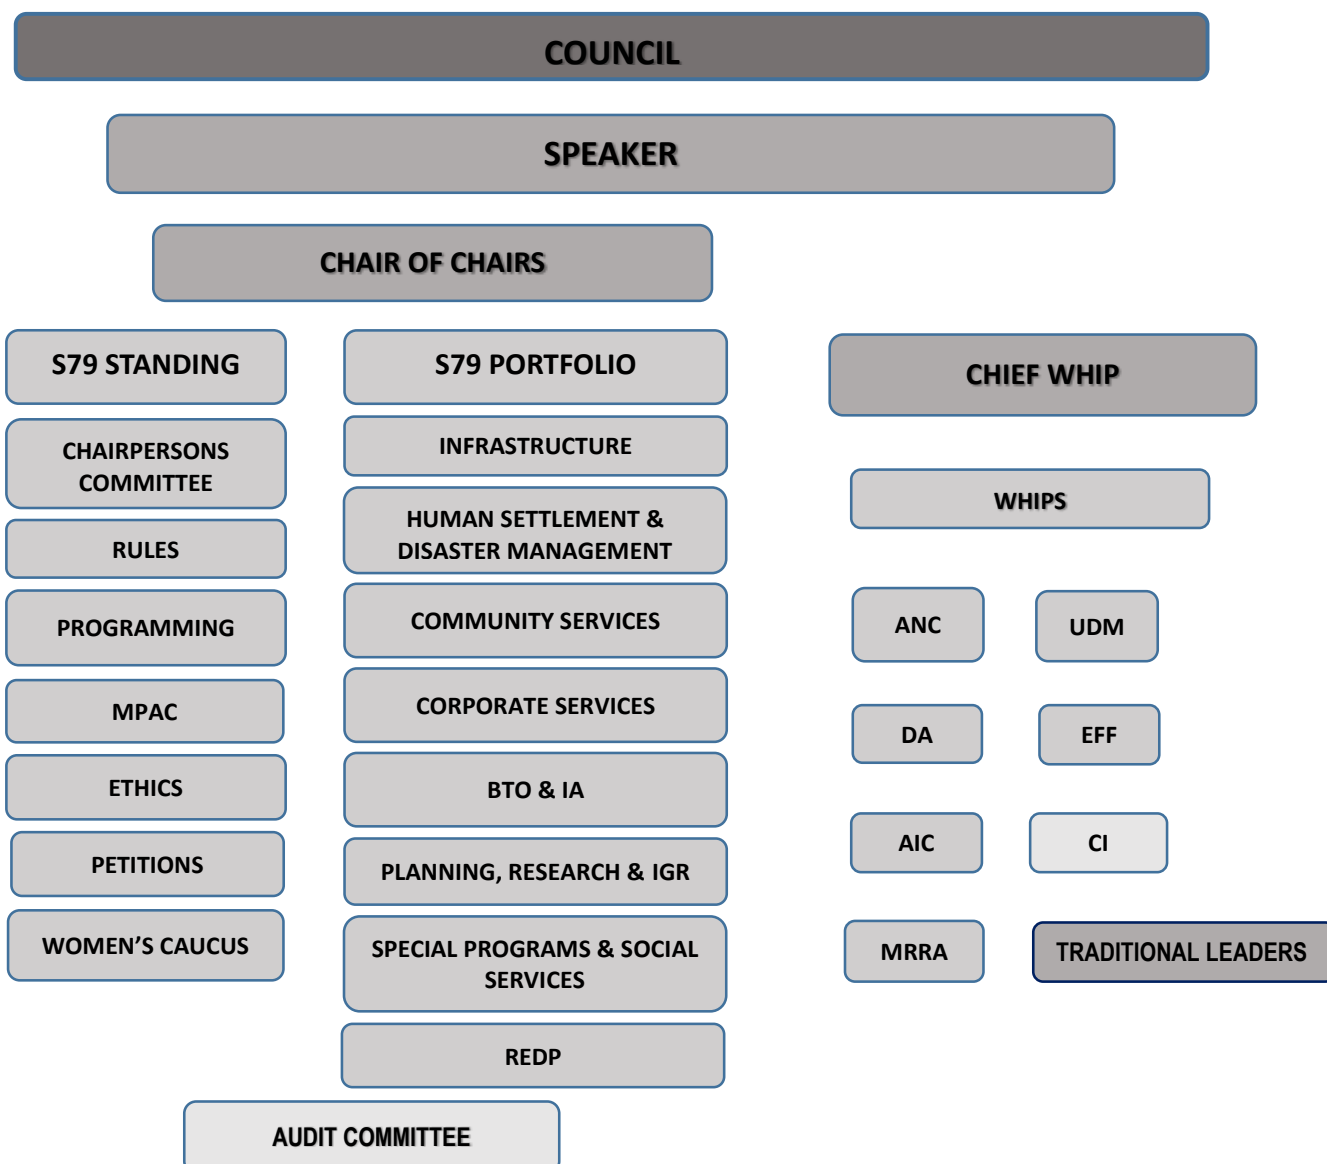 COUNCIL
SPEAKER
CHAIR OF CHAIRS
S79 STANDING
CHAIRPERSONS
COMMITTEE
RULES
PROGRAMMING
MPAC
ETHICS
PETITIONS
WOMEN’S CAUCUS
S79 PORTFOLIO
INFRASTRUCTURE
HUMAN SETTLEMENT &
DISASTER MANAGEMENT
COMMUNITY SERVICES
CORPORATE SERVICES
BTO & IA
PLANNING, RESEARCH & IGR
SPECIAL PROGRAMS & SOCIAL
SERVICES
REDP
AUDIT COMMITTEE
CHIEF WHIP
WHIPS
ANC
UDM
DA
EFF
AIC
CI
MRRA
TRADITIONAL LEADERS